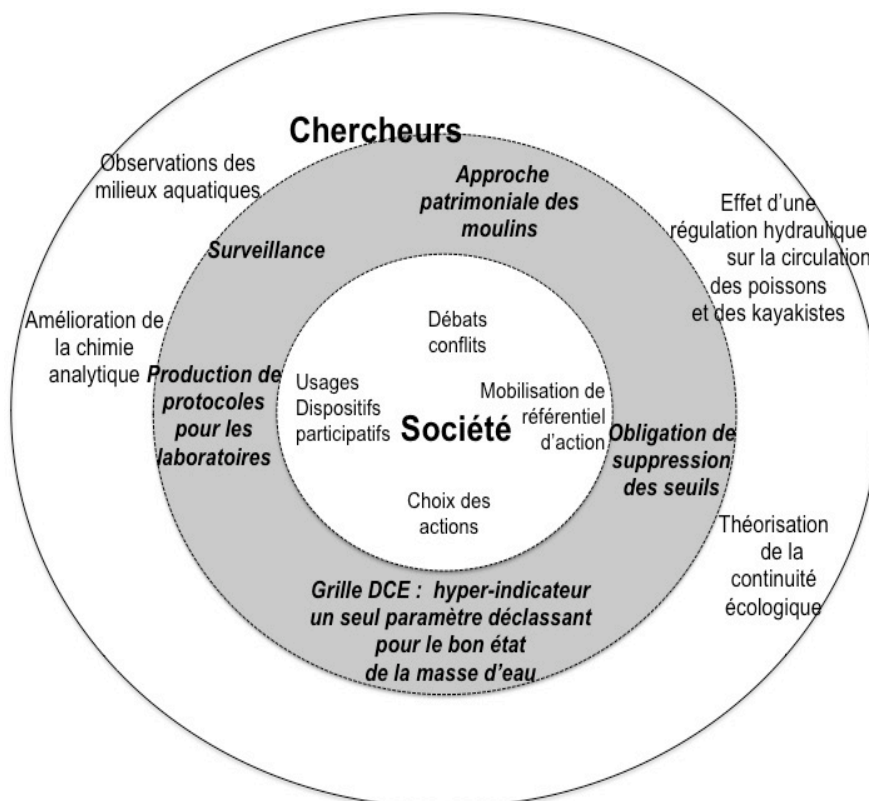 Chercheurs
Observations des
milieux aquatiques
Approche
patrimoniale des
moulins
Effet d’une
régulation hydraulique
sur la circulation
des poissons
et des kayakistes
Surveillance
Amélioration de
la chimie
analytique
Production de
protocoles
pour les
laboratoires
Débats
conflits
Usages
Dispositifs
participatifs
Société
Mobilisation de
référentiel
d’action
Obligation de
suppression
des seuils
Choix des
actions
Théorisation
de la
continuité
écologique
Grille DCE : hyper-indicateur
un seul paramètre déclassant
pour le bon état
de la masse d’eau